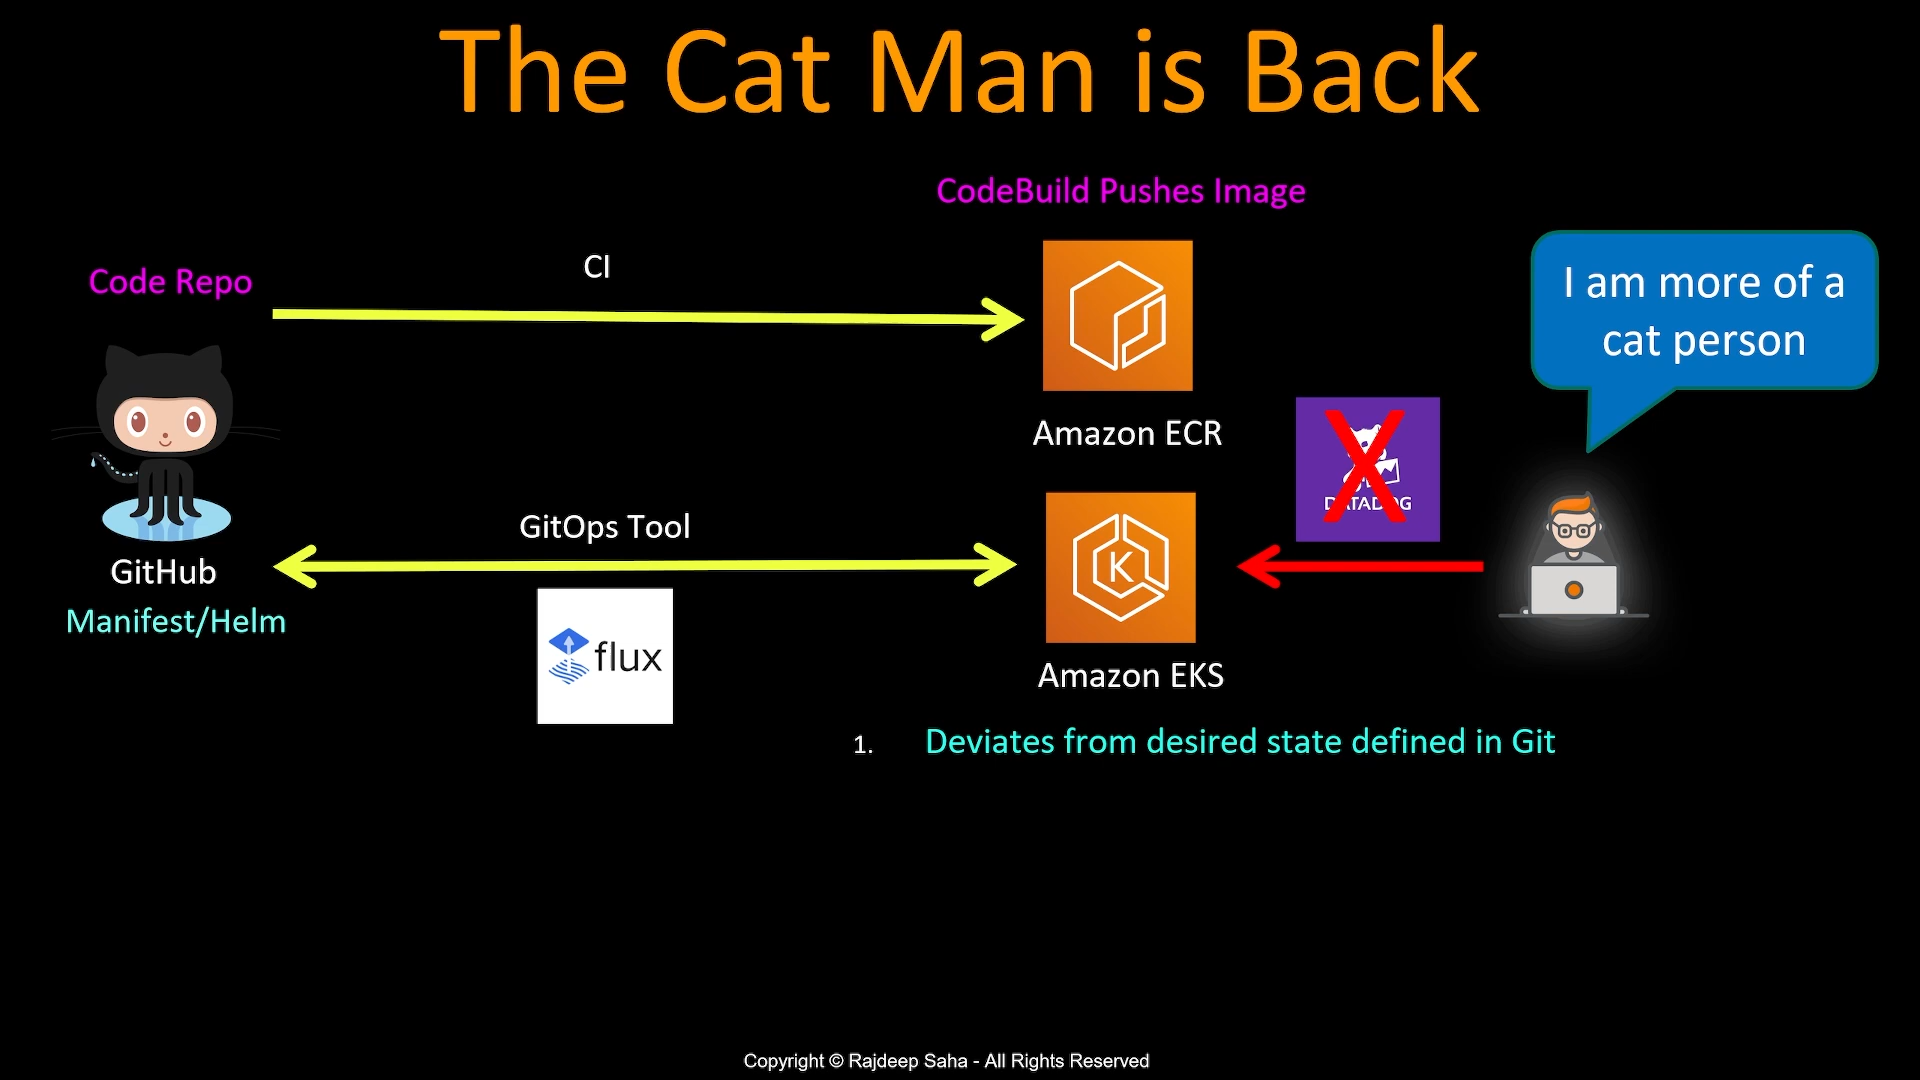 The Cat Man is Back
CodeBuild Pushes Image
Code Repo
CI
I am more of a
cat person
Amazon ECR
DATADOG
X
GitHub
Manifest/Helm
GitOps Tool
flux
K
Amazon EKS
1. Deviates from desired state defined in Git
Copyright © Rajdeep Saha - All Rights Reserved